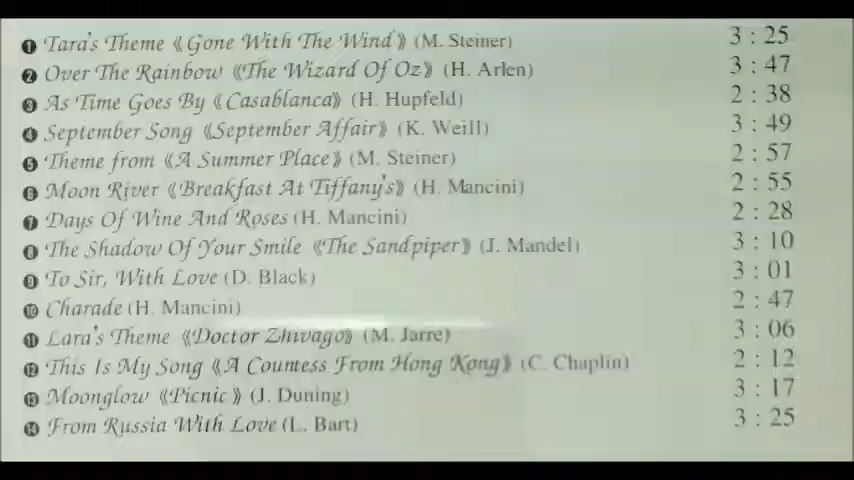 ❶ Tara's Theme 《Gone With The Wind》 (M. Steiner) 3 : 25
❷ Over The Rainbow 《The Wizard Of Oz》 (H. Arlen) 3 : 47
❸ As Time Goes By 《Casablanca》 (H. Hupfeld) 2 : 38
❹ September Song 《September Affair》 (K. Weill) 3 : 49
❺ Theme from 《A Summer Place》 (M. Steiner) 2 : 57
❻ Moon River 《Breakfast At Tiffany's》 (H. Mancini) 2 : 55
❼ Days Of Wine And Roses (H. Mancini) 2 : 28
❽ The Shadow Of Your Smile 《The Sandpiper》 (J. Mandel) 3 : 10
❾ To Sir, With Love (D. Black) 3 : 01
❿ Charade (H. Mancini) 2 : 47
⓫ Lara's Theme 《Doctor Zhivago》 (M. Jarre) 3 : 06
⓬ This Is My Song 《A Countess From Hong Kong》 (C. Chaplin) 2 : 12
⓭ Moonglow 《Picnic》 (J. Duning) 3 : 17
⓮ From Russia With Love (L. Bart) 3 : 25